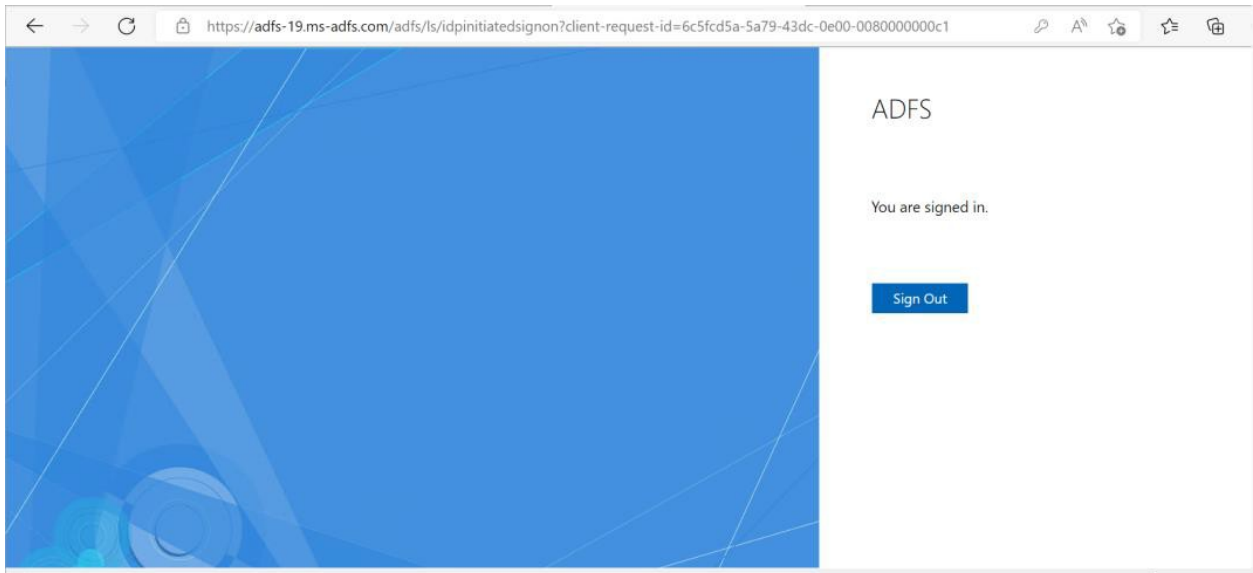 https://adfs-19.ms-adfs.com/adfs/ls/idpinitiatedsignon?client-request-id=6c5fcd5a-5a79-43dc-0e00-0080000000c1
ADFS
You are signed in.
Sign Out